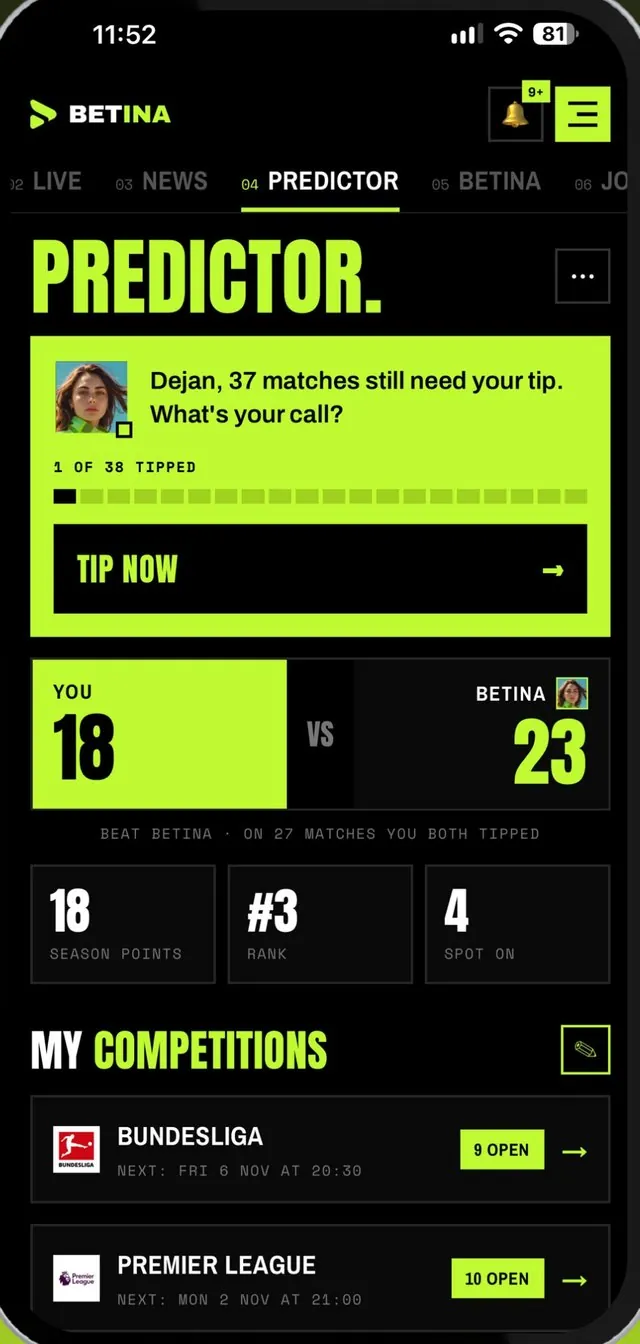 11:52
81
BETINA
9+
02 LIVE 03 NEWS 04 PREDICTOR 05 BETINA 06 JO
PREDICTOR.
...
Dejan, 37 matches still need your tip.
What's your call?
1 OF 38 TIPPED
TIP NOW →
YOU
18
VS
BETINA
23
BEAT BETINA · ON 27 MATCHES YOU BOTH TIPPED
18
SEASON POINTS
#3
RANK
4
SPOT ON
MY COMPETITIONS
BUNDESLIGA
BUNDESLIGA
NEXT: FRI 6 NOV AT 20:30
9 OPEN →
Premier
League
PREMIER LEAGUE
NEXT: MON 2 NOV AT 21:00
10 OPEN →